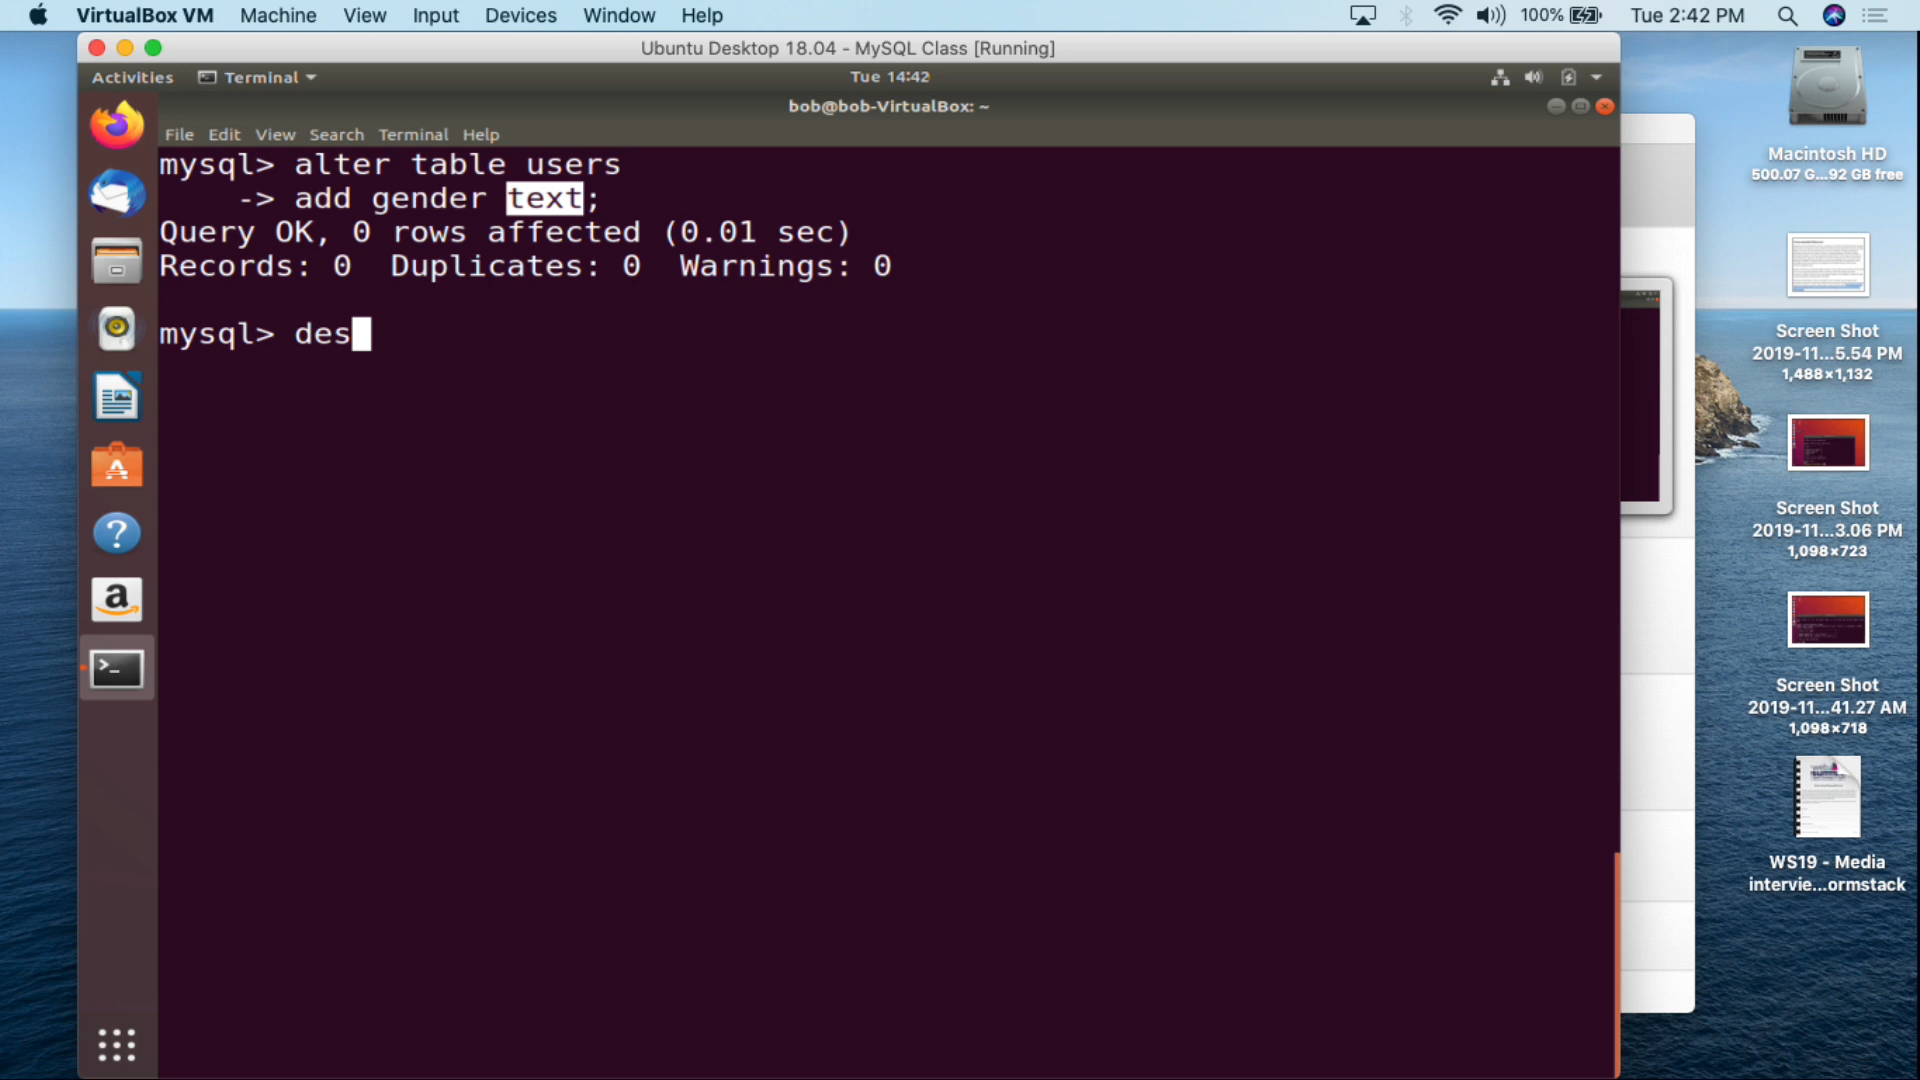 VirtualBox VM Machine View Input Devices Window Help 100% Tue 2:42 PM
Ubuntu Desktop 18.04 - MySQL Class [Running]
Activities Terminal Tue 14:42
bob@bob-VirtualBox: ~
File Edit View Search Terminal Help
mysql> alter table users
-> add gender text;
Query OK, 0 rows affected (0.01 sec)
Records: 0 Duplicates: 0 Warnings: 0
mysql> des
Macintosh HD
500.07 G...92 GB free
Screen Shot
2019-11...5.54 PM
1,488×1,132
Screen Shot
2019-11...3.06 PM
1,098×723
Screen Shot
2019-11...41.27 AM
1,098×718
WS19 - Media
intervie...ormstack